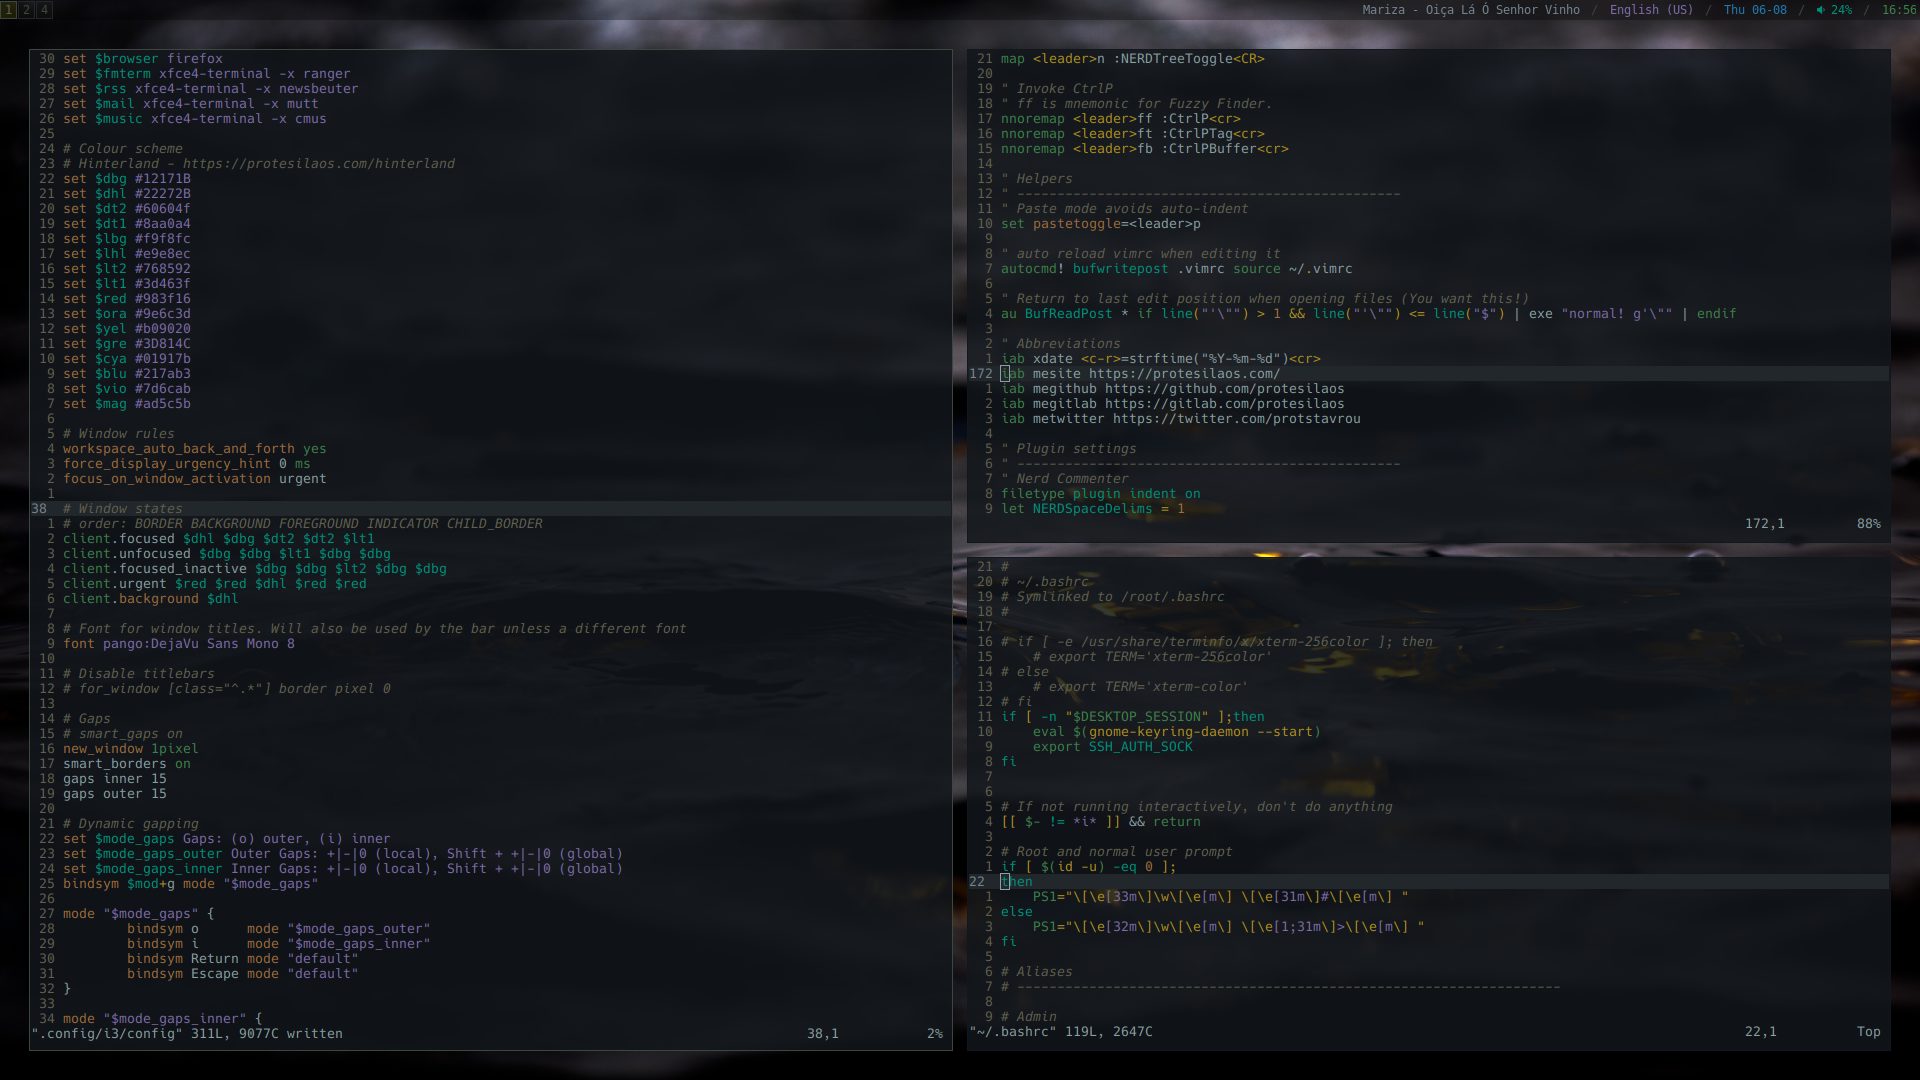 1 2 4
Mariza - Oiça Lá Ó Senhor Vinho / English (US) / Thu 06-08 / 24% / 16:56
30 set $browser firefox
29 set $fmterm xfce4-terminal -x ranger
28 set $rss xfce4-terminal -x newsbeuter
27 set $mail xfce4-terminal -x mutt
26 set $music xfce4-terminal -x cmus
25
24 # Colour scheme
23 # Hinterland - https://protesilaos.com/hinterland
22 set $dbg #12171B
21 set $dhl #22272B
20 set $dt2 #60604f
19 set $dt1 #8aa0a4
18 set $lbg #f9f8fc
17 set $lhl #e9e8ec
16 set $lt2 #768592
15 set $lt1 #3d463f
14 set $red #983f16
13 set $ora #9e6c3d
12 set $yel #b09020
11 set $gre #3D814C
10 set $cya #01917b
9 set $blu #217ab3
8 set $vio #7d6cab
7 set $mag #ad5c5b
6
5 # Window rules
4 workspace_auto_back_and_forth yes
3 force_display_urgency_hint 0 ms
2 focus_on_window_activation urgent
1
38 # Window states
1 # order: BORDER BACKGROUND FOREGROUND INDICATOR CHILD_BORDER
2 client.focused $dhl $dbg $dt2 $dt2 $lt1
3 client.unfocused $dbg $dbg $lt1 $dbg $dbg
4 client.focused_inactive $dbg $dbg $lt2 $dbg $dbg
5 client.urgent $red $red $dhl $red $red
6 client.background $dhl
7
8 # Font for window titles. Will also be used by the bar unless a different font
9 font pango:DejaVu Sans Mono 8
10
11 # Disable titlebars
12 # for_window [class="^.*"] border pixel 0
13
14 # Gaps
15 # smart_gaps on
16 new_window 1pixel
17 smart_borders on
18 gaps inner 15
19 gaps outer 15
20
21 # Dynamic gapping
22 set $mode_gaps Gaps: (o) outer, (i) inner
23 set $mode_gaps_outer Outer Gaps: +|-|0 (local), Shift + +|-|0 (global)
24 set $mode_gaps_inner Inner Gaps: +|-|0 (local), Shift + +|-|0 (global)
25 bindsym $mod+g mode "$mode_gaps"
26
27 mode "$mode_gaps" {
28         bindsym o      mode "$mode_gaps_outer"
29         bindsym i      mode "$mode_gaps_inner"
30         bindsym Return mode "default"
31         bindsym Escape mode "default"
32 }
33
34 mode "$mode_gaps_inner" {
".config/i3/config" 311L, 9077C written 38,1 2%
21 map <leader>n :NERDTreeToggle<CR>
20
19 " Invoke CtrlP
18 " ff is mnemonic for Fuzzy Finder.
17 nnoremap <leader>ff :CtrlP<cr>
16 nnoremap <leader>ft :CtrlPTag<cr>
15 nnoremap <leader>fb :CtrlPBuffer<cr>
14
13 " Helpers
12 " ------------------------------------------------
11 " Paste mode avoids auto-indent
10 set pastetoggle=<leader>p
9
8 " auto reload vimrc when editing it
7 autocmd! bufwritepost .vimrc source ~/.vimrc
6
5 " Return to last edit position when opening files (You want this!)
4 au BufReadPost * if line("'\"") > 1 && line("'\"") <= line("$") | exe "normal! g'\"" | endif
3
2 " Abbreviations
1 iab xdate <c-r>=strftime("%Y-%m-%d")<cr>
172 iab mesite https://protesilaos.com/
1 iab megithub https://github.com/protesilaos
2 iab megitlab https://gitlab.com/protesilaos
3 iab metwitter https://twitter.com/protstavrou
4
5 " Plugin settings
6 " ------------------------------------------------
7 " Nerd Commenter
8 filetype plugin indent on
9 let NERDSpaceDelims = 1
172,1 88%
21 #
20 # ~/.bashrc
19 # Symlinked to /root/.bashrc
18 #
17
16 # if [ -e /usr/share/terminfo/x/xterm-256color ]; then
15     # export TERM='xterm-256color'
14 # else
13     # export TERM='xterm-color'
12 # fi
11 if [ -n "$DESKTOP_SESSION" ];then
10     eval $(gnome-keyring-daemon --start)
9     export SSH_AUTH_SOCK
8 fi
7
6
5 # If not running interactively, don't do anything
4 [[ $- != *i* ]] && return
3
2 # Root and normal user prompt
1 if [ $(id -u) -eq 0 ];
22 then
1     PS1="\[\e[33m\]\w\[\e[m\] \[\e[31m\]#\[\e[m\] "
2 else
3     PS1="\[\e[32m\]\w\[\e[m\] \[\e[1;31m\]>\[\e[m\] "
4 fi
5
6 # Aliases
7 # --------------------------------------------------------------------
8
9 # Admin
"~/.bashrc" 119L, 2647C 22,1 Top